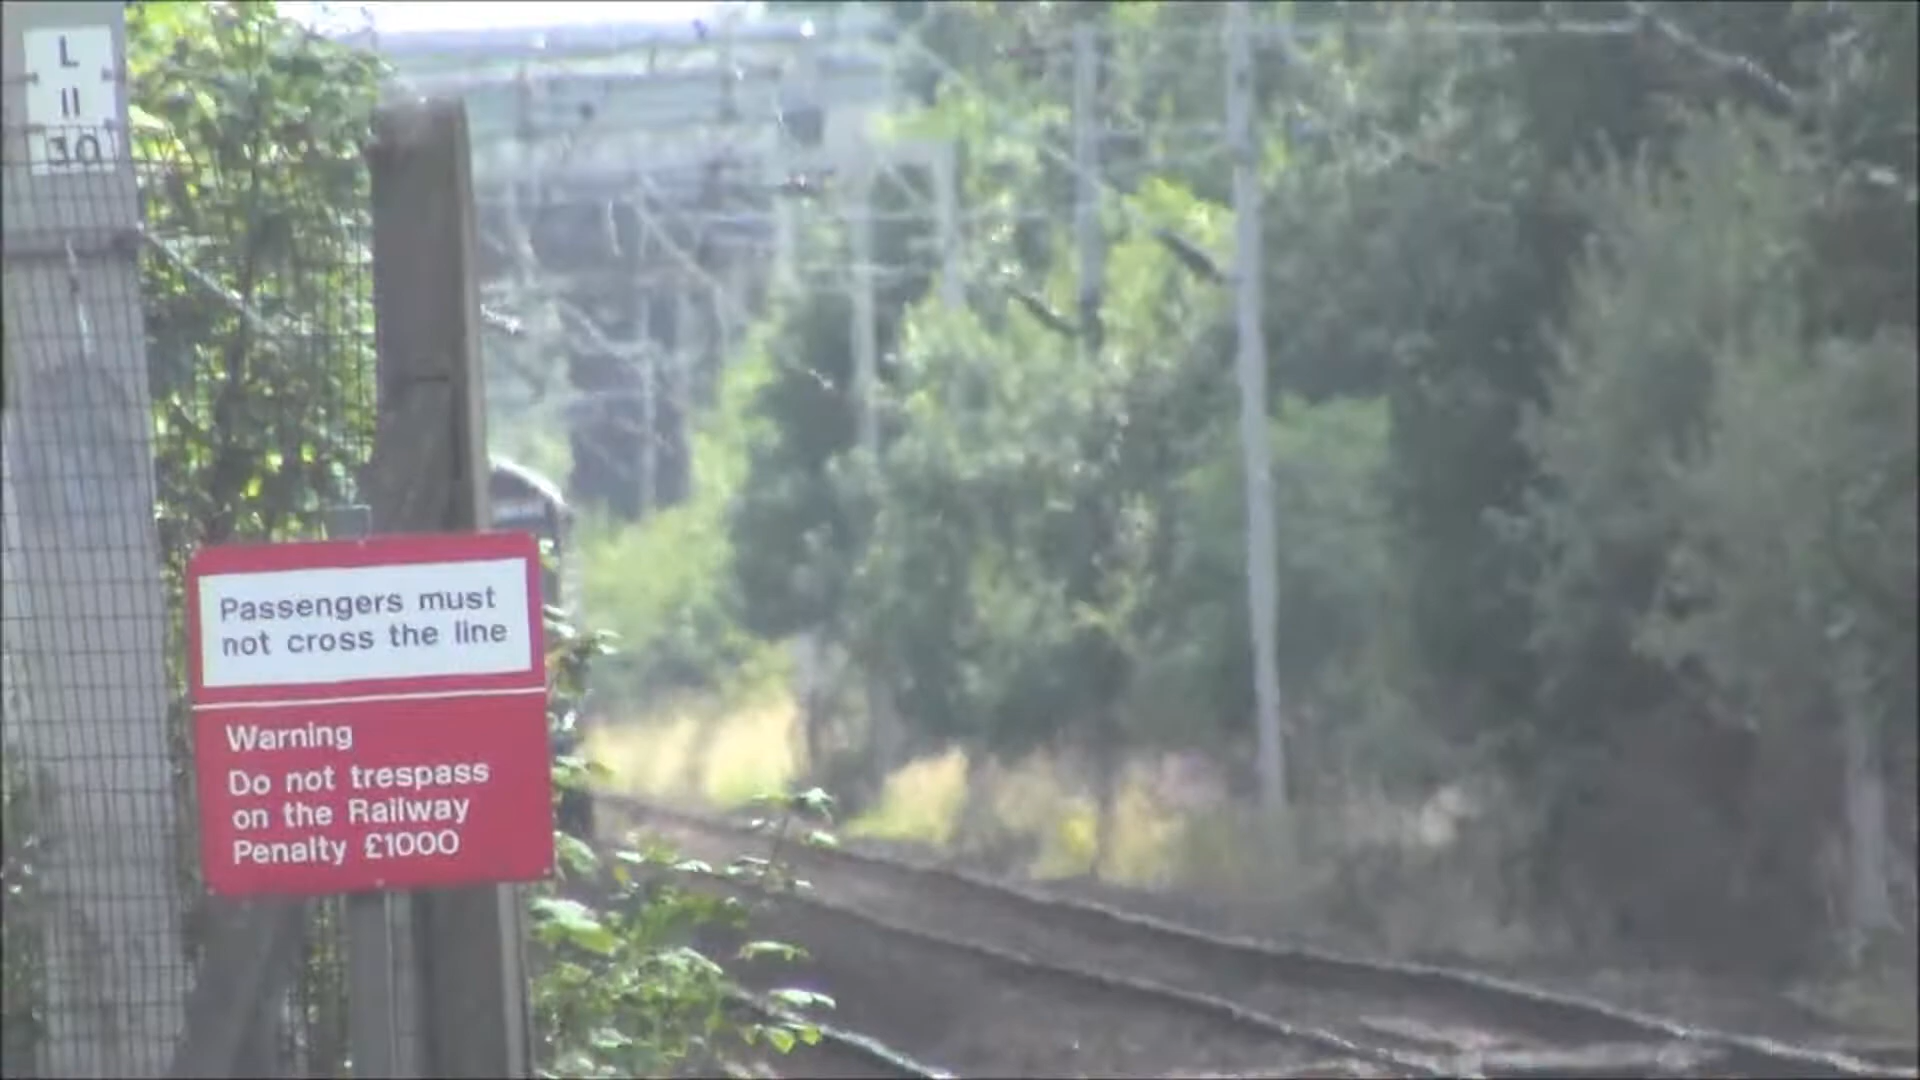 L
11
30
Passengers must
not cross the line
Warning
Do not trespass
on the Railway
Penalty £1000